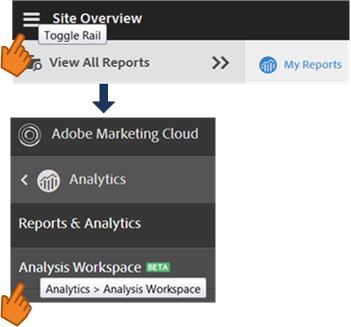 Site Overview
Toggle Rail
View All Reports
My Reports
Adobe Marketing Cloud
Analytics
Reports & Analytics
Analysis Workspace BETA
Analytics > Analysis Workspace